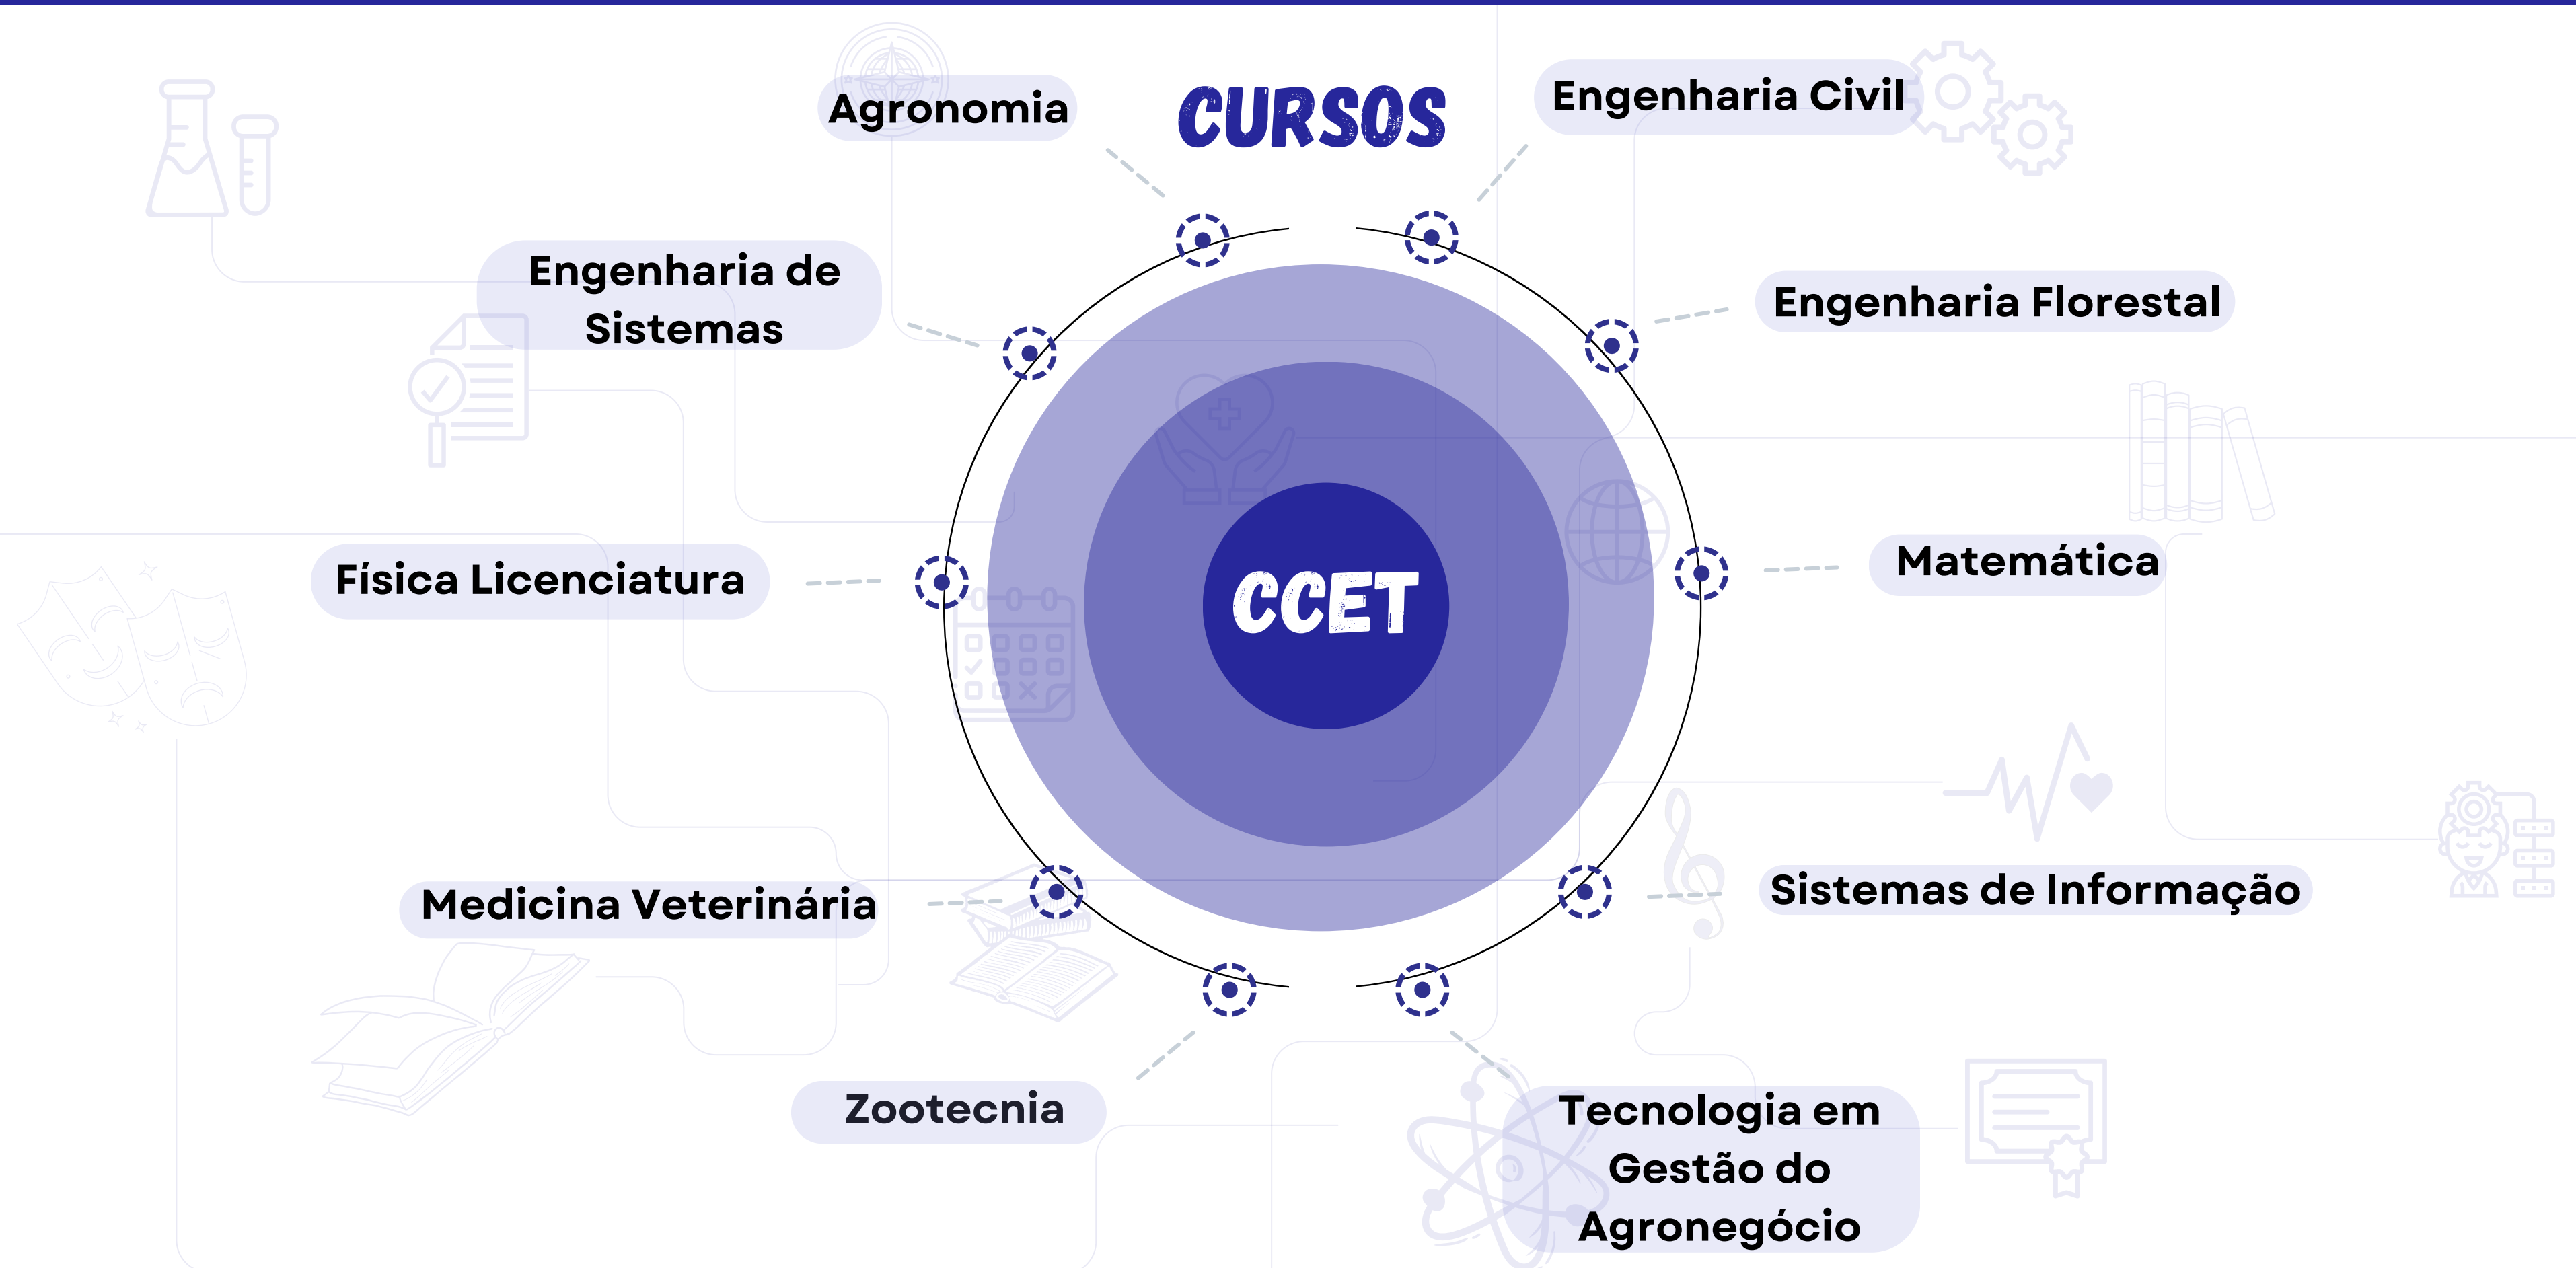 CURSOS
Agronomia
Engenharia Civil
Engenharia de
Sistemas
Engenharia Florestal
Física Licenciatura
CCET
Matemática
Medicina Veterinária
Sistemas de Informação
Zootecnia
Tecnologia em
Gestão do
Agronegócio